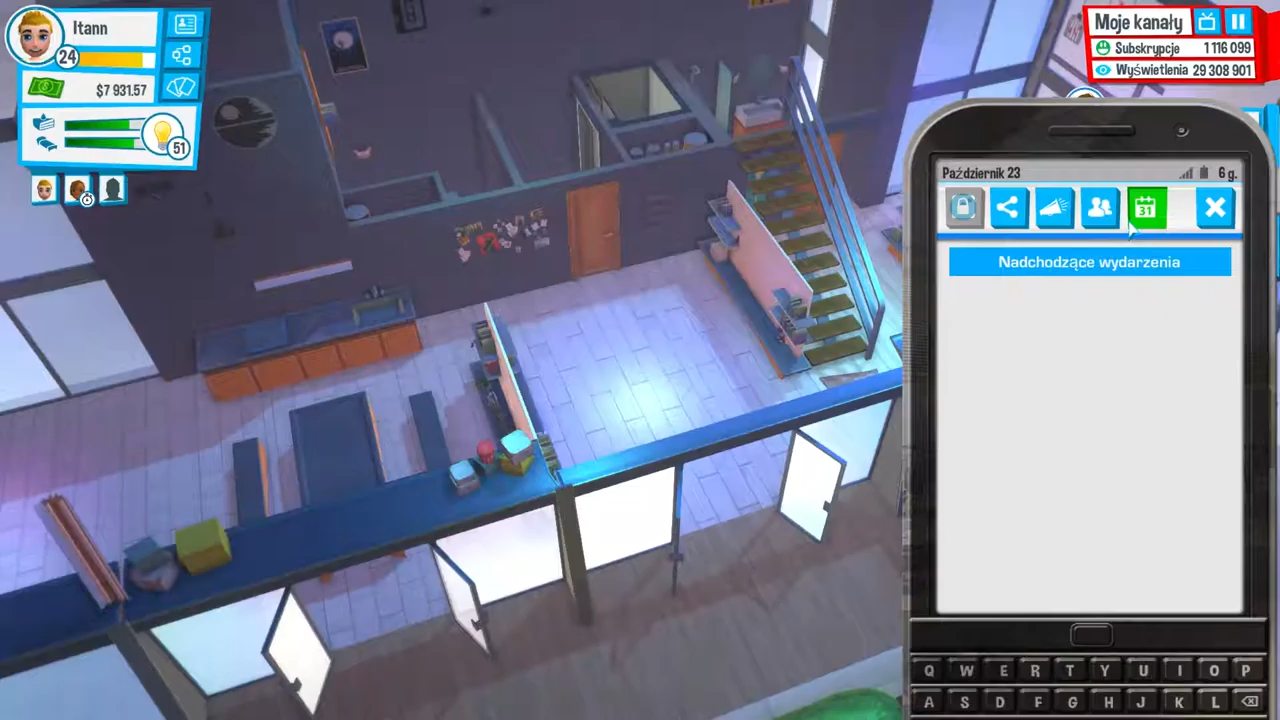 Itann
24
$7 931.57
51
Moje kanały
Subskrypcje 1 116 099
Wyświetlenia 29 308 901
Październik 23 6 g.
31
Nadchodzące wydarzenia
Q W E R T Y U I O P
A S D F G H J K L